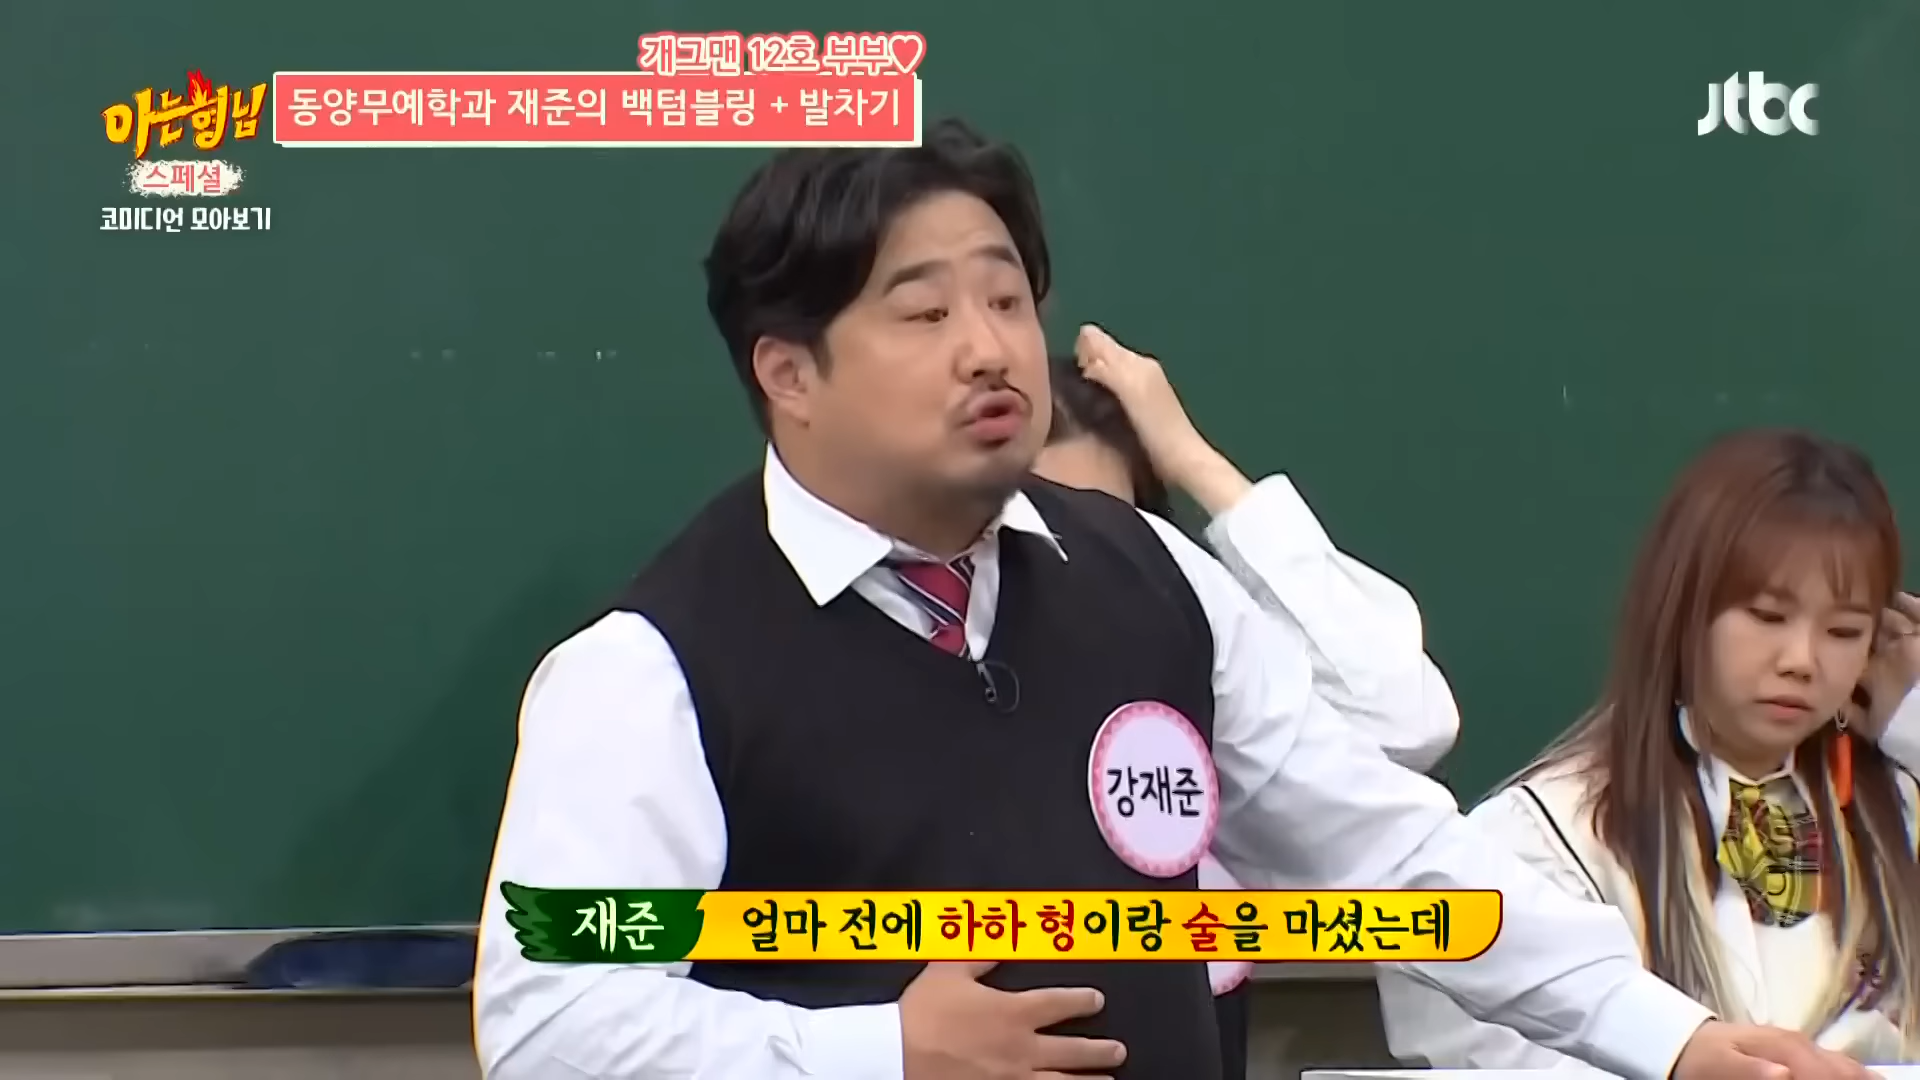 개그맨 12호 부부♡
아는형님
동양무예학과 재준의 백텀블링 + 발차기
jtbc
스페셜
코미디언 모아보기
강재준
재준
얼마 전에 하하 형이랑 술을 마셨는데